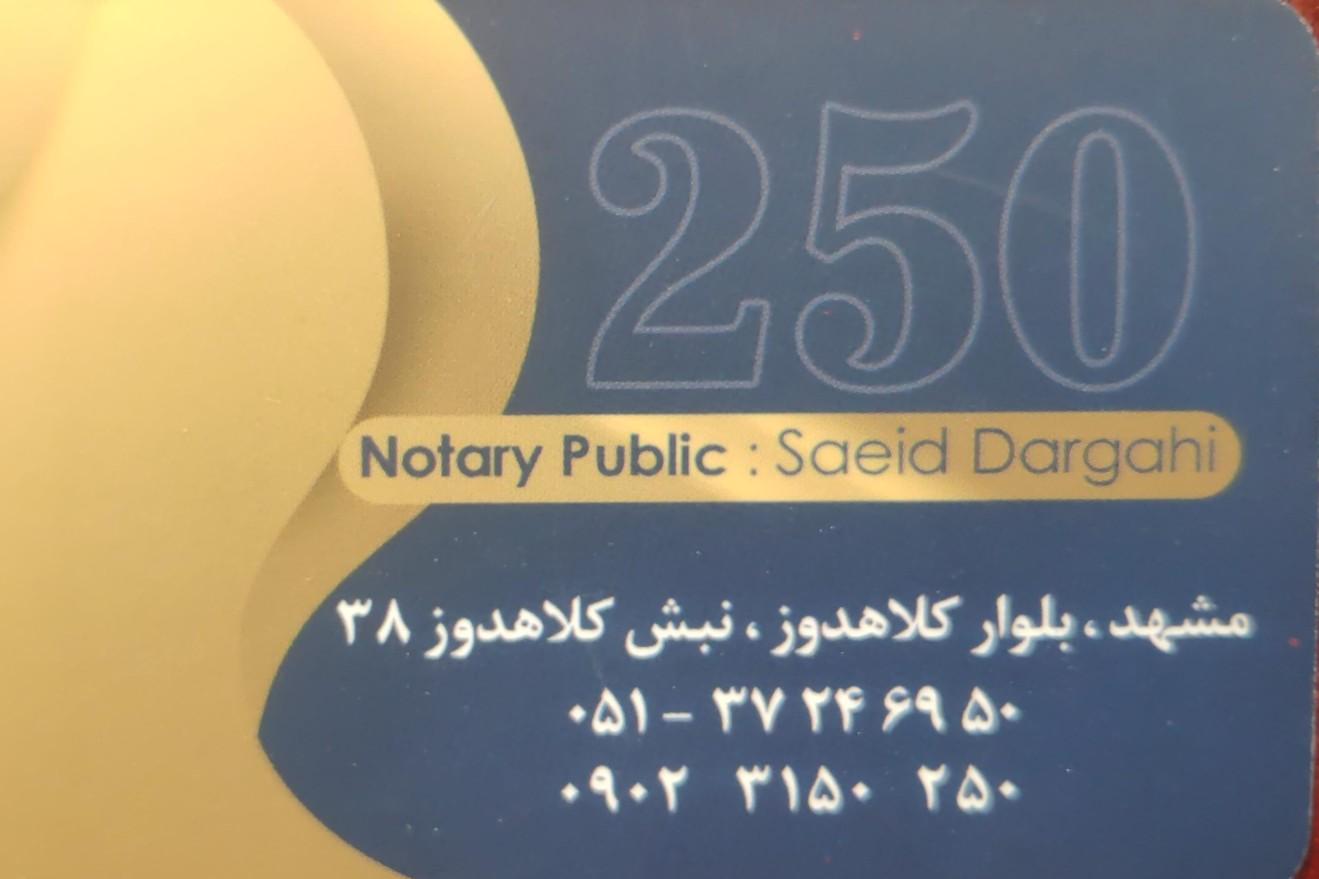 250
Notary Public : Saeid Dargahi
مشهد، بلوار کلاهدوز، نبش کلاهدوز ۳۸
۰۵۱ - ۳۷ ۲۴ ۶۹ ۵۰
۰۹۰۲ ۳۱۵۰ ۲۵۰